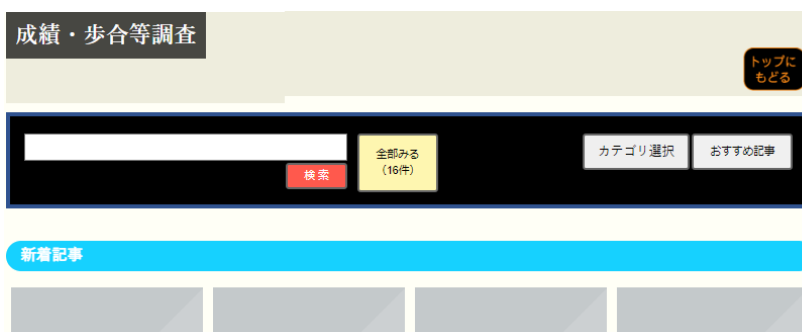 成績・歩合等調査
トップに
もどる
検索
全部みる
（16件）
カテゴリ選択
おすすめ記事
新着記事